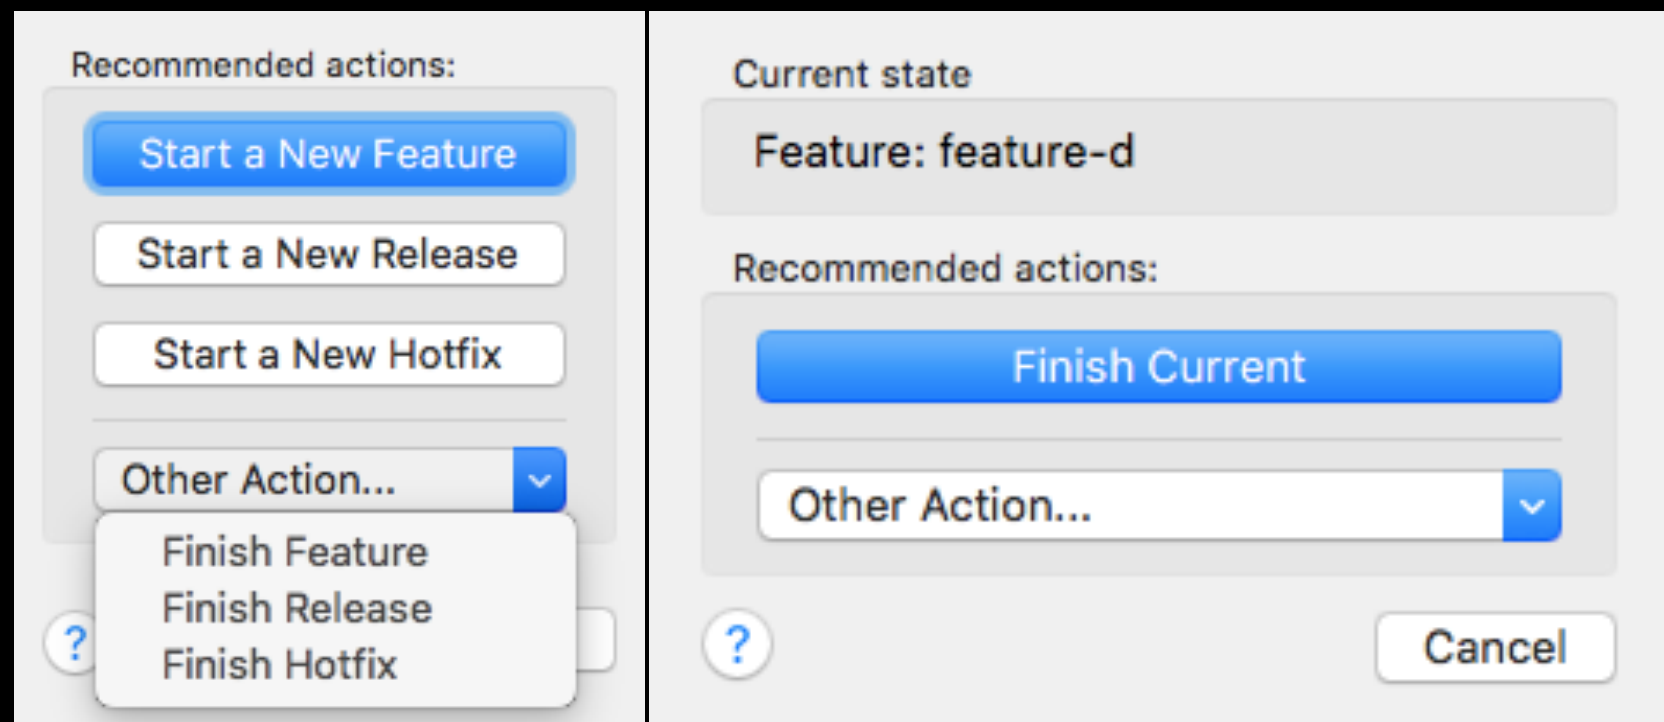 Recommended actions:
Start a New Feature
Start a New Release
Start a New Hotfix
Other Action...
Finish Feature
Finish Release
Finish Hotfix
?
Current state
Feature: feature-d
Recommended actions:
Finish Current
Other Action...
?
Cancel